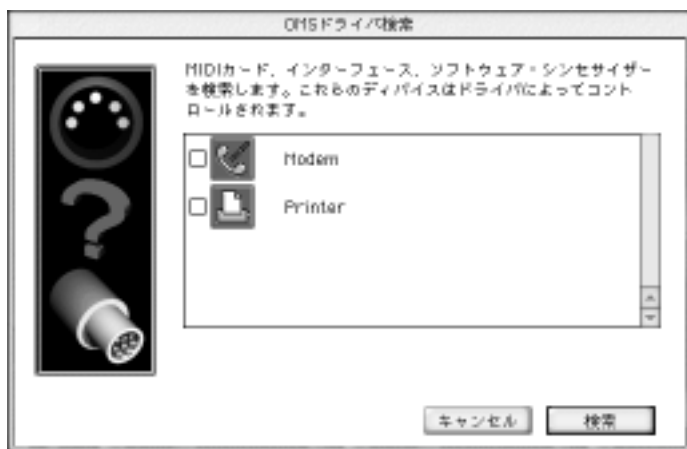 OMSドライバ検索
MIDIカード、インターフェース、ソフトウェア・シンセサイザー
を検索します。これらのディバイスはドライバによってコント
ロールされます。
Modem
Printer
キャンセル
検索